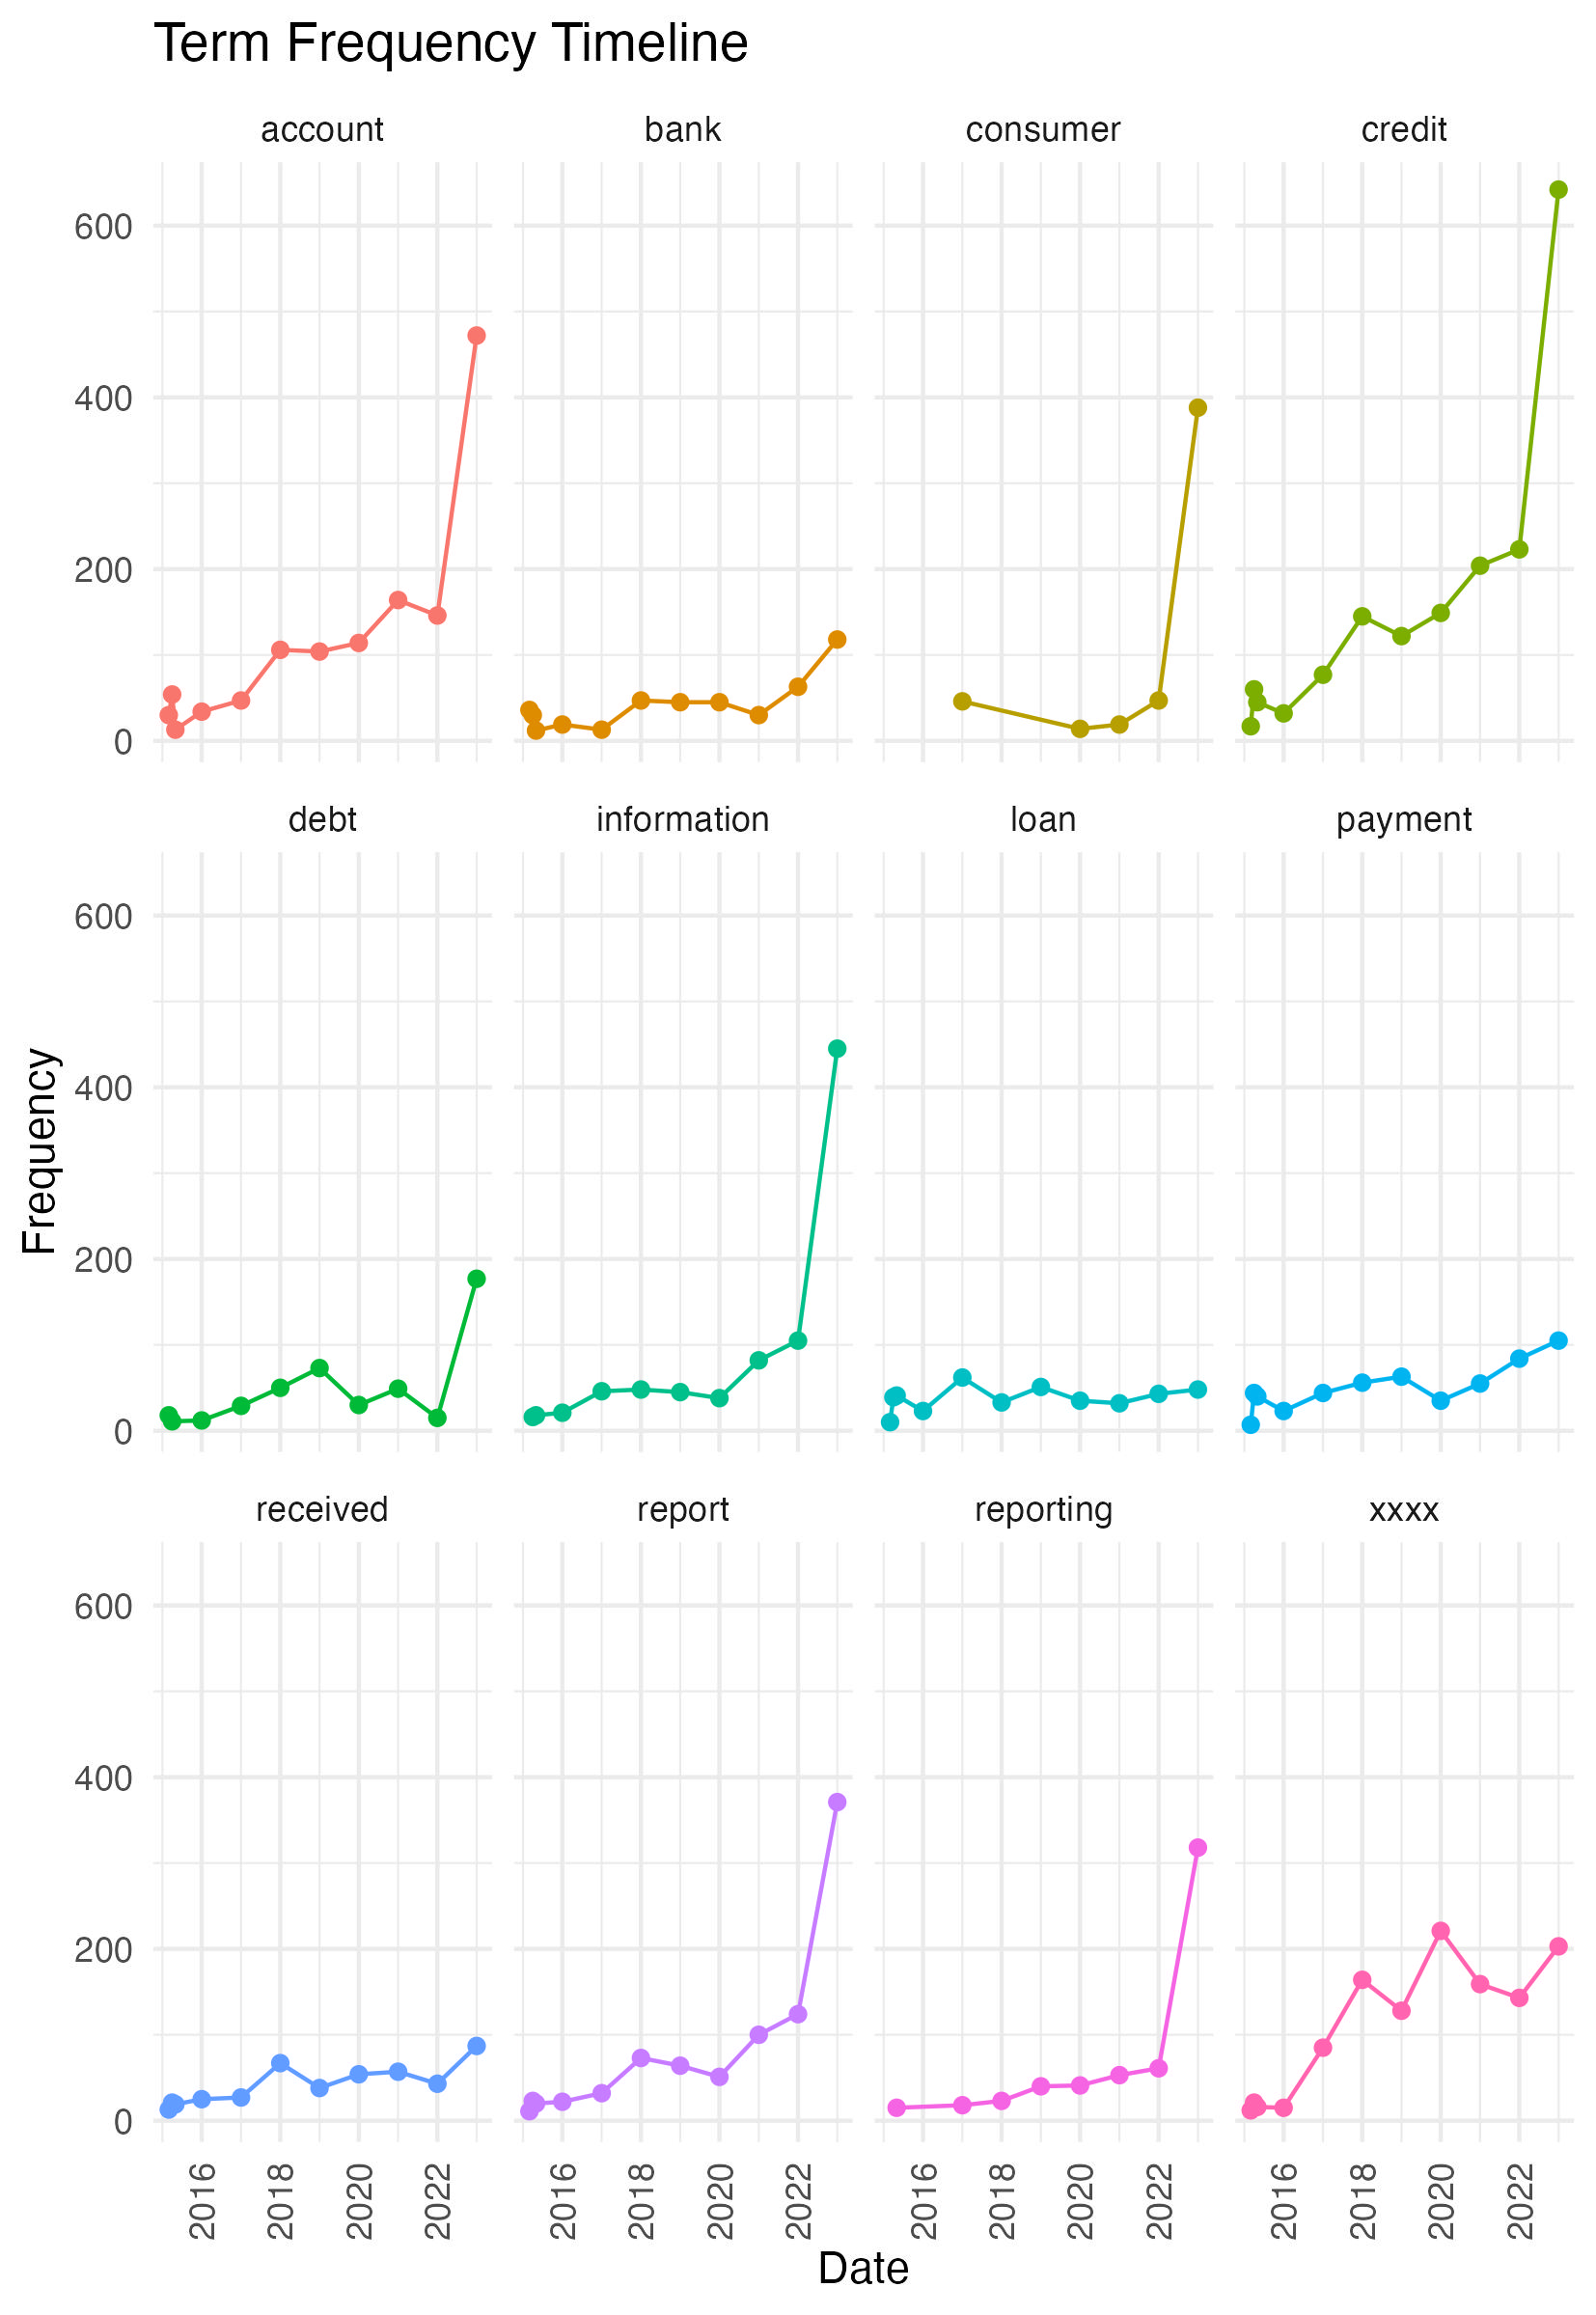 Term Frequency Timeline
account bank consumer credit
600
400
200
0
debt information loan payment
600
400
200
0
Frequency
received report reporting xxxx
600
400
200
0
2016 2018 2020 2022 2016 2018 2020 2022 2016 2018 2020 2022 2016 2018 2020 2022
Date